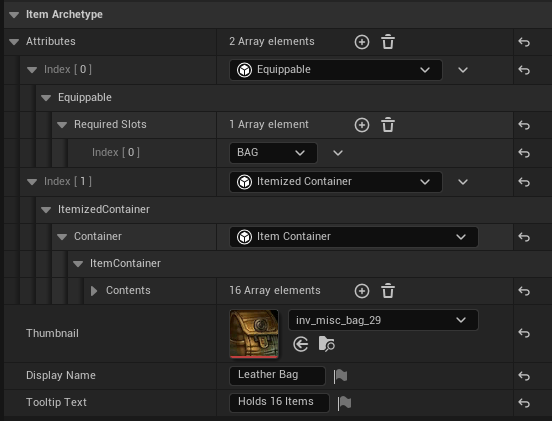 Item Archetype
Attributes 2 Array elements
Index [ 0 ] Equippable
Equippable
Required Slots 1 Array element
Index [ 0 ] BAG
Index [ 1 ] Itemized Container
ItemizedContainer
Container Item Container
ItemContainer
Contents 16 Array elements
Thumbnail inv_misc_bag_29
Display Name Leather Bag
Tooltip Text Holds 16 Items